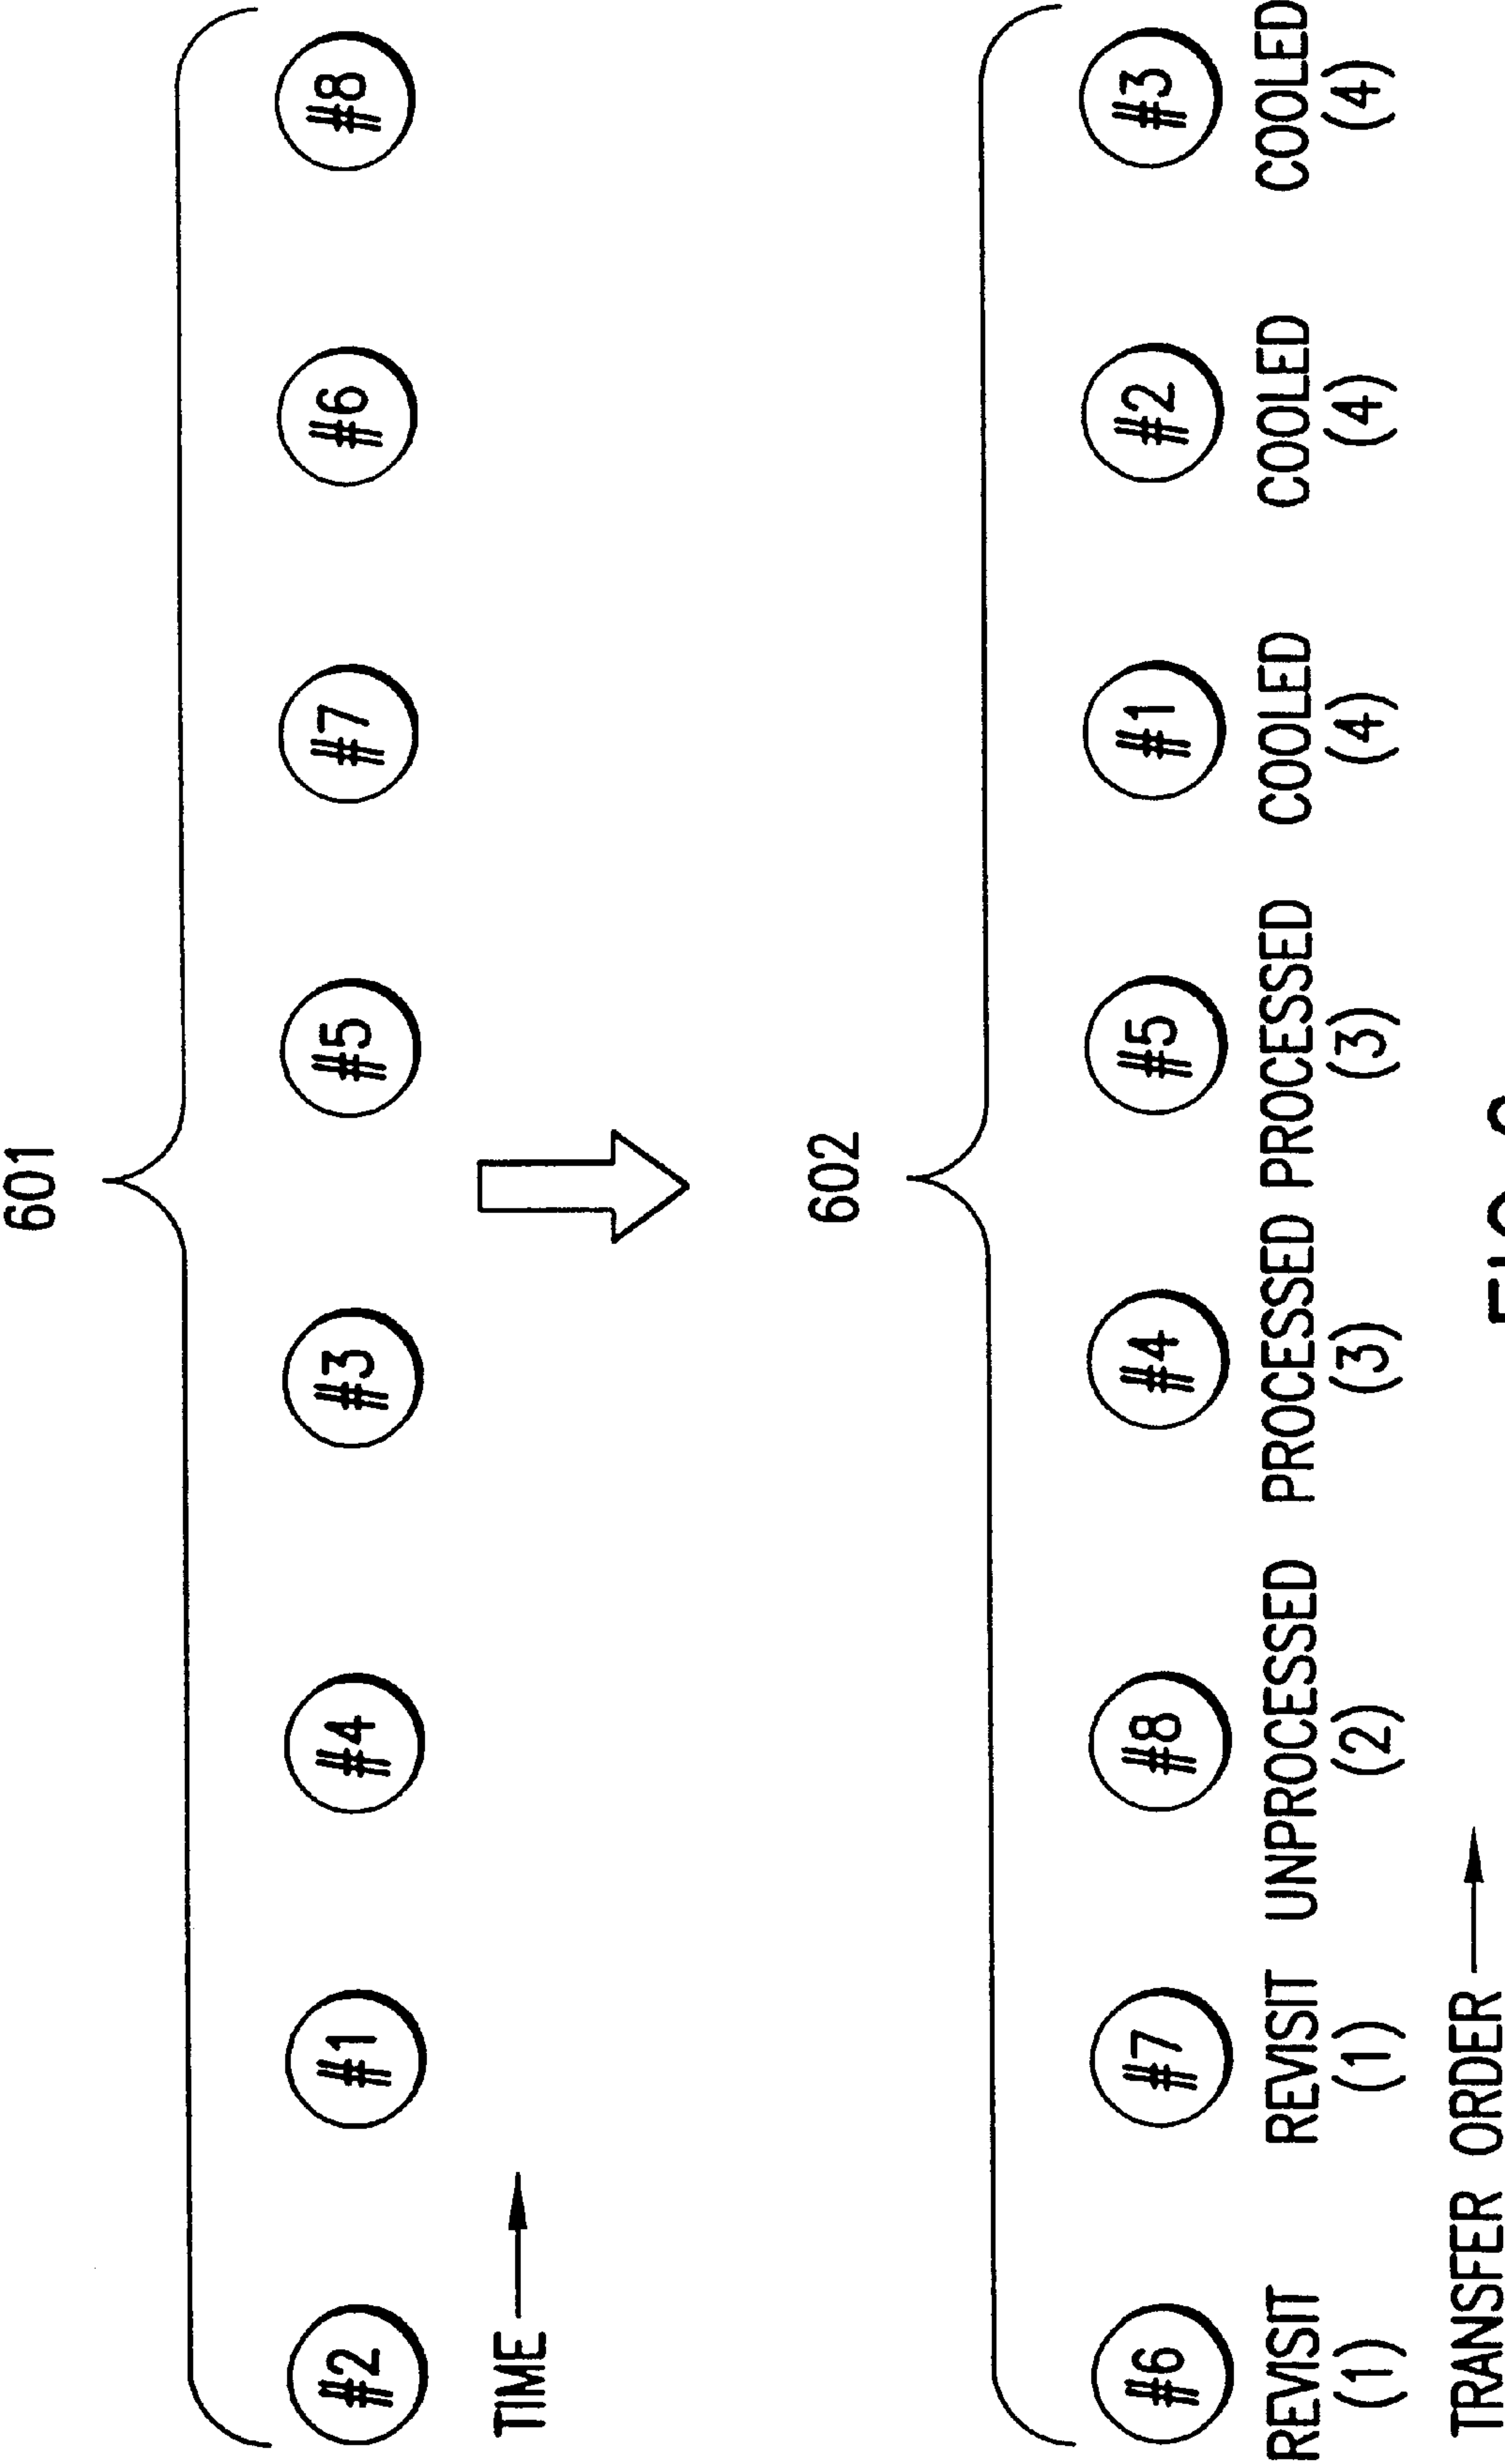 601
#2 #1 #4 #3 #5 #7 #6 #8
TIME
602
#6 #7 #8 #4 #5 #1 #2 #3
REVISIT REVISIT UNPROCESSED PROCESSED PROCESSED COOLED COOLED COOLED
(1) (1) (2) (3) (3) (4) (4) (4)
TRANSFER ORDER